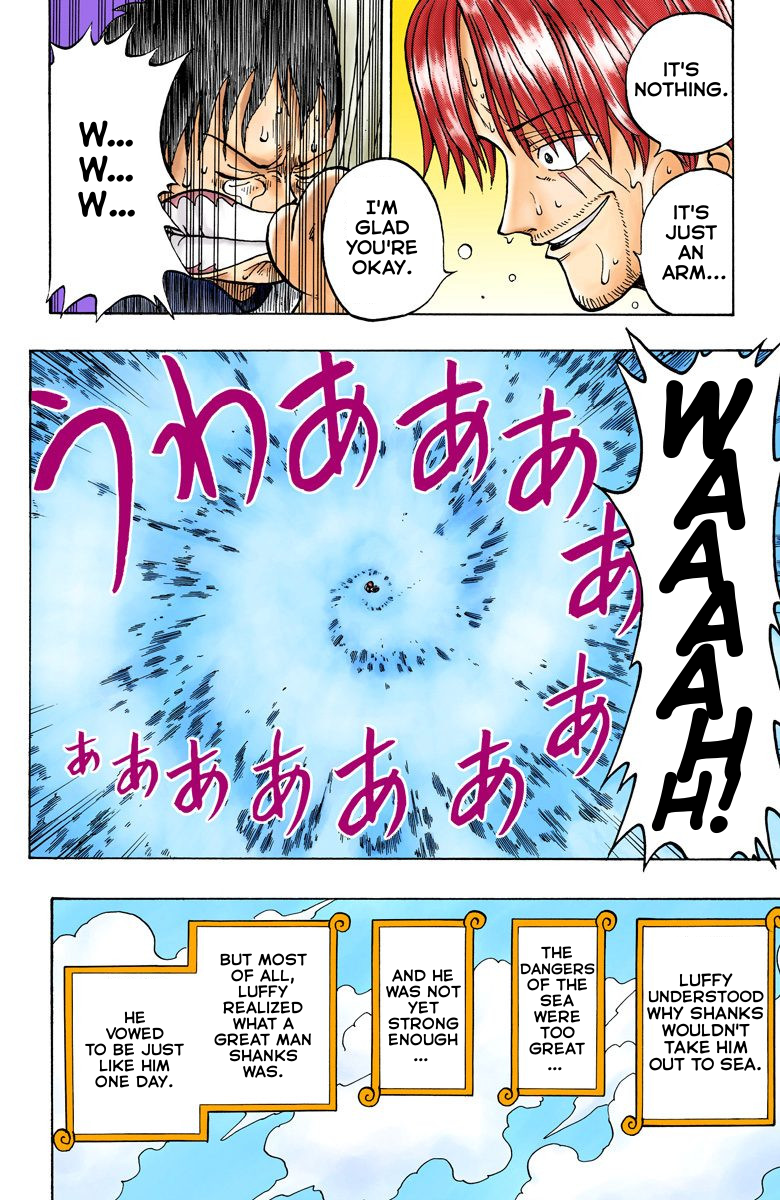 IT'S
NOTHING.
IT'S
JUST
AN
ARM...
I'M
GLAD
YOU'RE
OKAY.
W...
W...
W...
WAAAAHH!
うわあああああああああああ
LUFFY
UNDERSTOOD
WHY SHANKS
WOULDN'T
TAKE HIM
OUT TO SEA.
THE
DANGERS
OF THE
SEA
WERE
TOO
GREAT
...
AND HE
WAS NOT
YET
STRONG
ENOUGH
...
BUT MOST
OF ALL,
LUFFY
REALIZED
WHAT A
GREAT MAN
SHANKS
WAS.
HE
VOWED
TO BE JUST
LIKE HIM
ONE DAY.